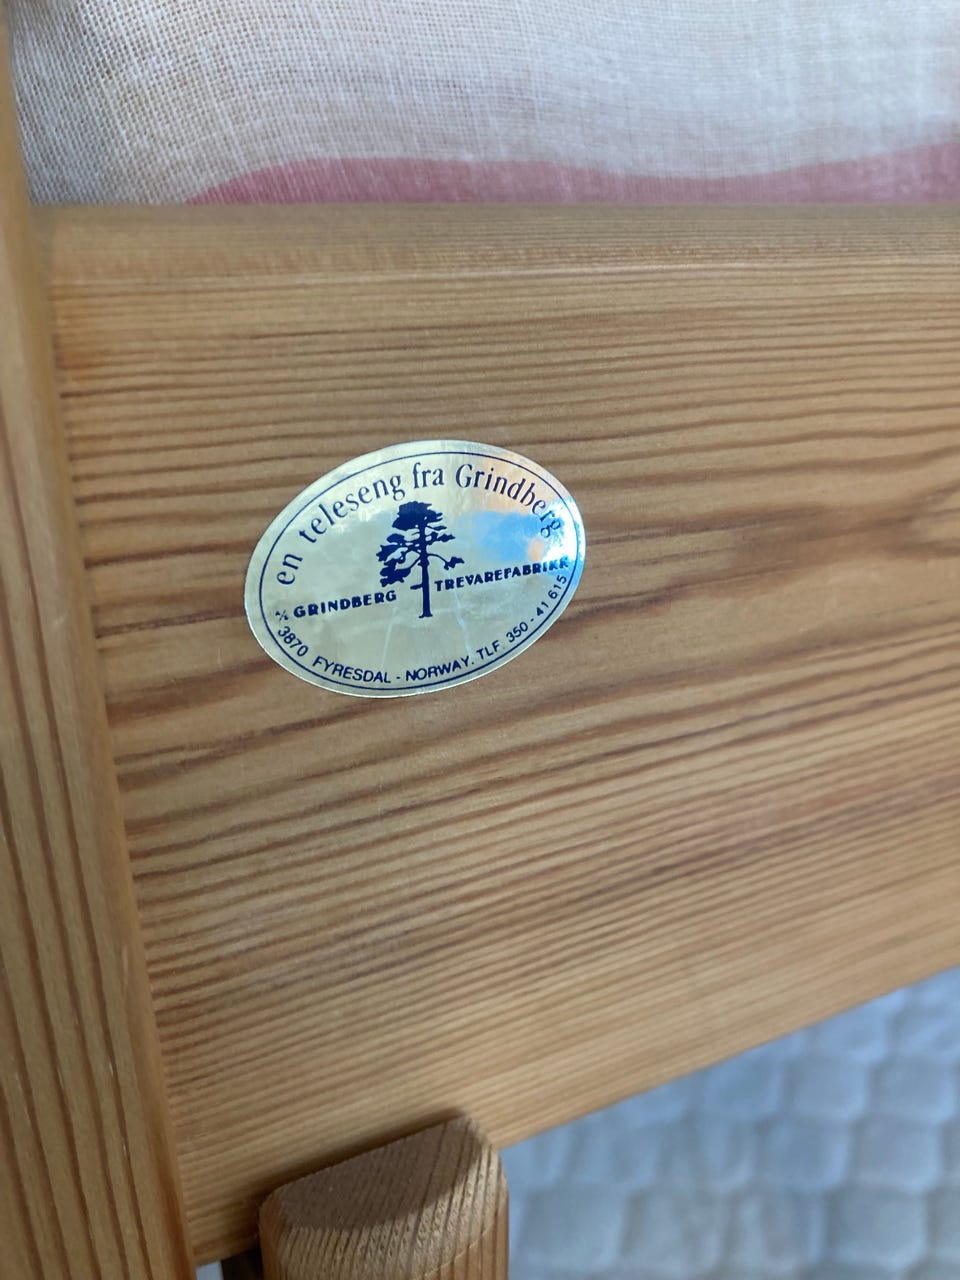 en teleseng fra Grindberg
A/S GRINDBERG TREVAREFABRIKK
3870 FYRESDAL - NORWAY. TLF. 350 - 41 615